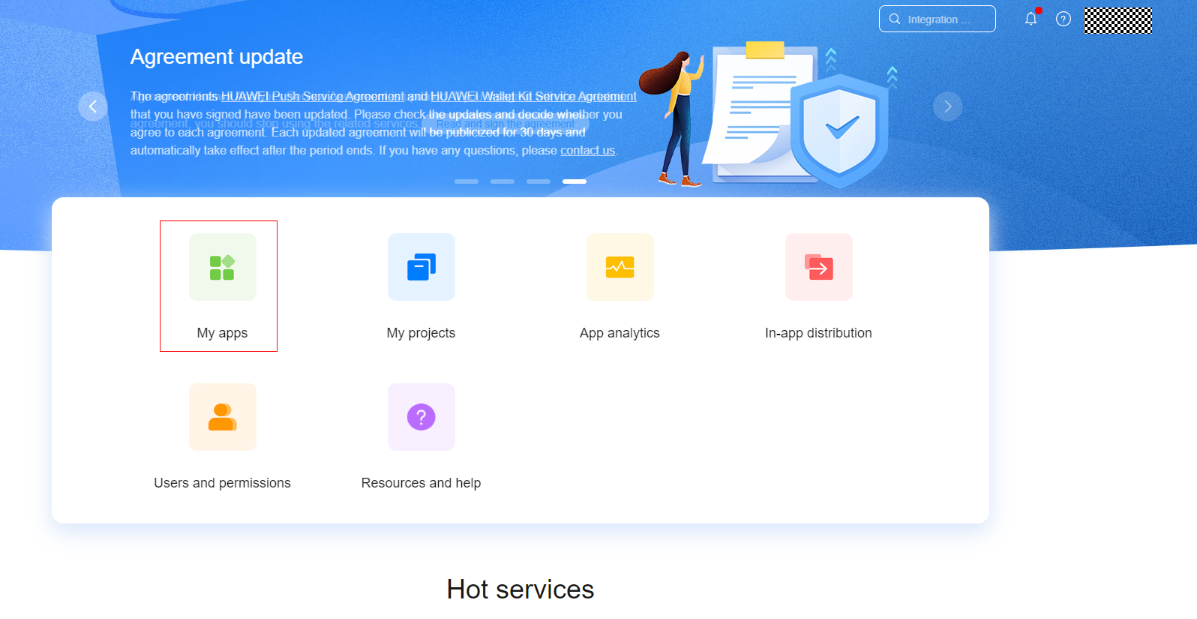 Integration ...
Agreement update
The agreements HUAWEI Push Service Agreement and HUAWEI Wallet Kit Service Agreement
that you have signed have been updated. Please check the updates and decide whether you
agree to each agreement. Each updated agreement will be publicized for 30 days and
automatically take effect after the period ends. If you have any questions, please contact us.
My apps
My projects
App analytics
In-app distribution
Users and permissions
Resources and help
Hot services